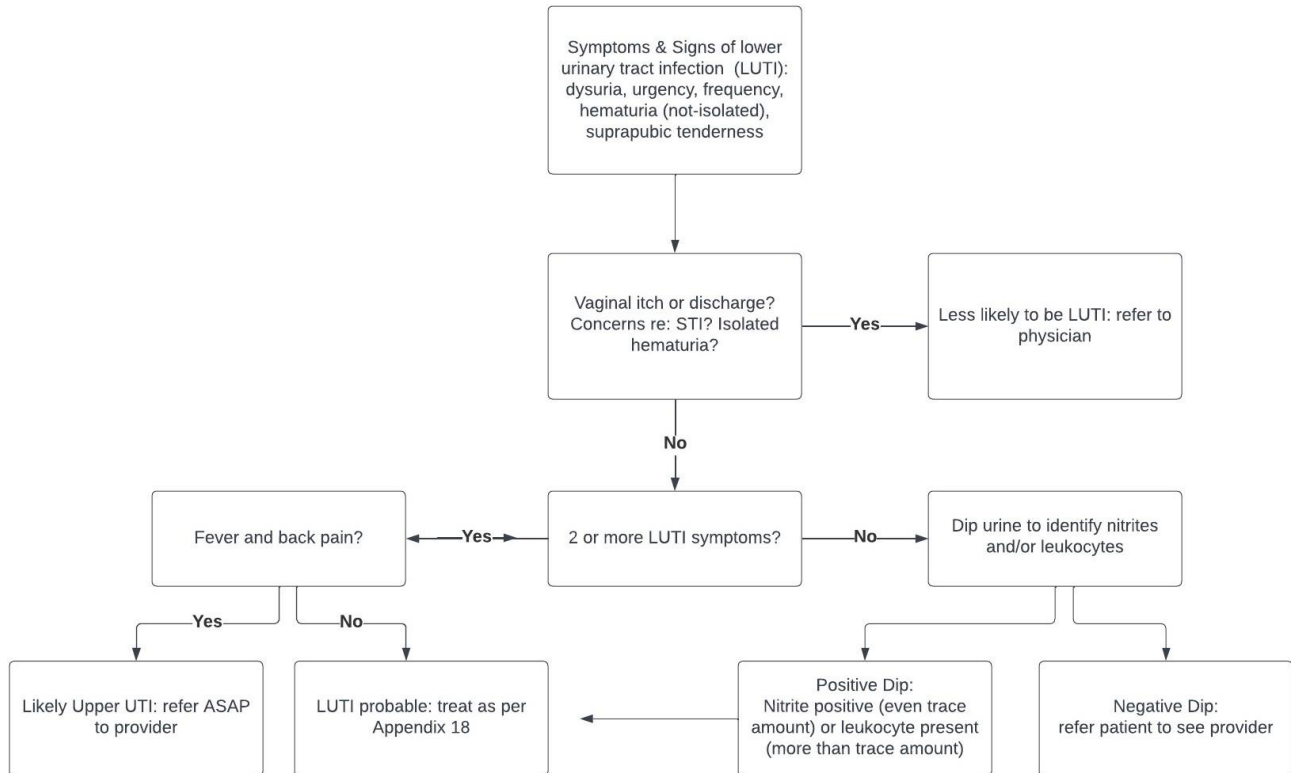 Symptoms & Signs of lower
urinary tract infection (LUTI):
dysuria, urgency, frequency,
hematuria (not-isolated),
suprapubic tenderness
Vaginal itch or discharge?
Concerns re: STI? Isolated
hematuria?
Yes
Less likely to be LUTI: refer to
physician
No
Fever and back pain?
Yes
2 or more LUTI symptoms?
No
Dip urine to identify nitrites
and/or leukocytes
Yes
No
Likely Upper UTI: refer ASAP
to provider
LUTI probable: treat as per
Appendix 18
Positive Dip:
Nitrite positive (even trace
amount) or leukocyte present
(more than trace amount)
Negative Dip:
refer patient to see provider